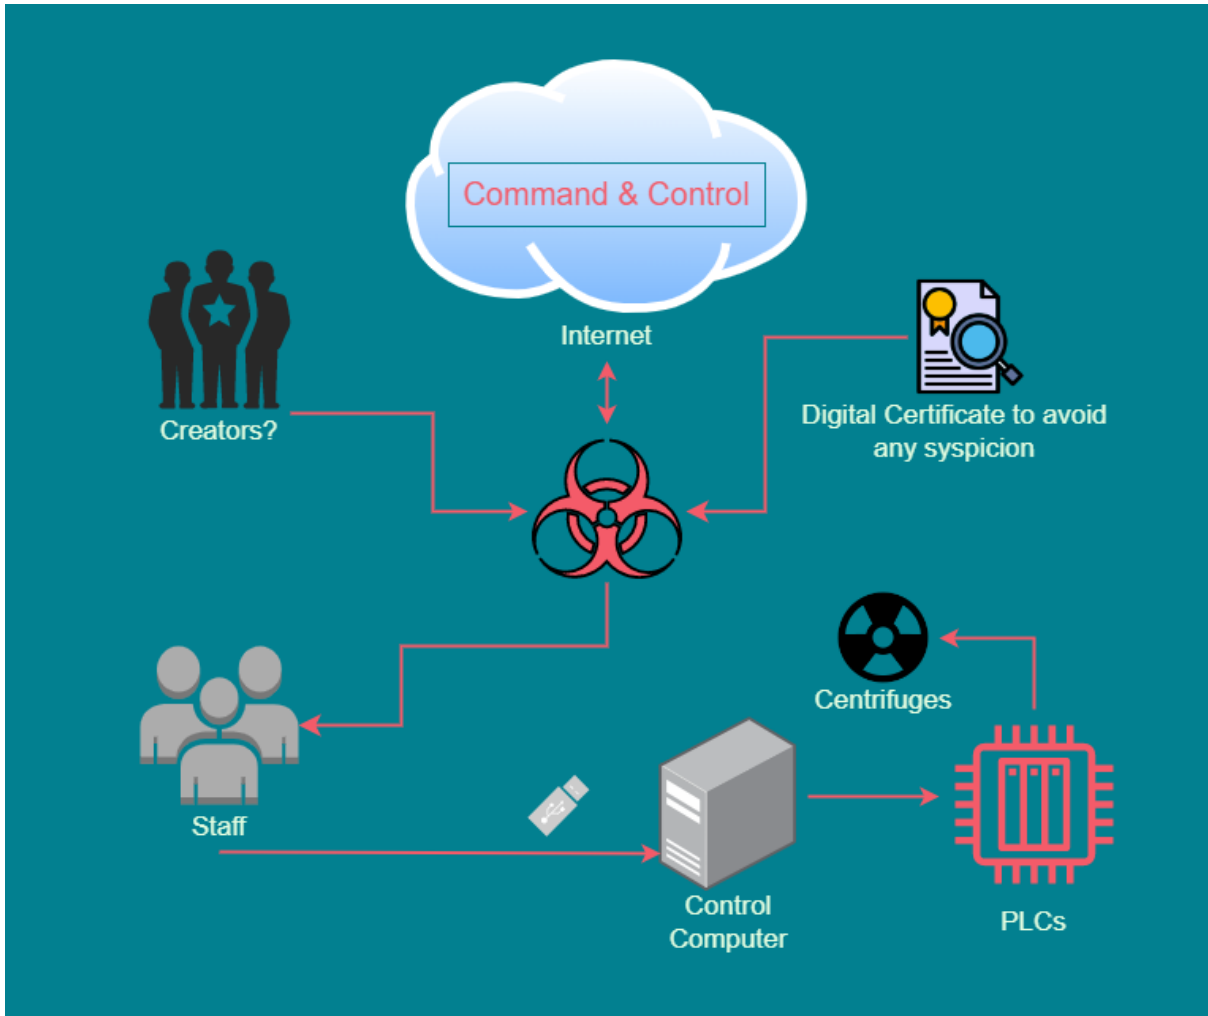 Command & Control
Internet
Creators?
Digital Certificate to avoid
any syspicion
Centrifuges
Staff
Control
Computer
PLCs